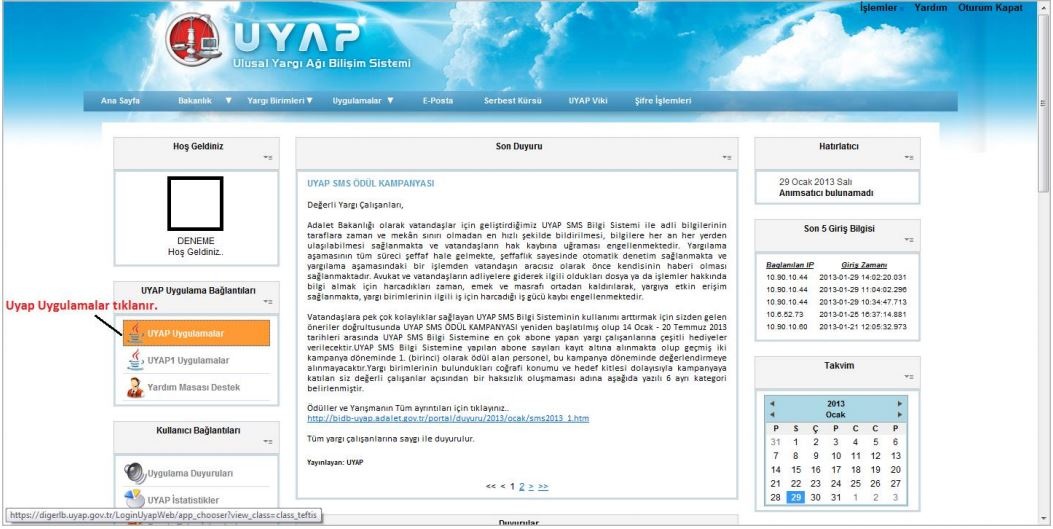 İşlemler Yardım Oturum Kapat
UYAP
Ulusal Yargı Ağı Bilişim Sistemi
Ana Sayfa Bakanlık Yargı Birimleri Uygulamalar E-Posta Serbest Kürsü UYAP Viki Şifre İşlemleri
Hoş Geldiniz
DENEME
Hoş Geldiniz..
UYAP Uygulama Bağlantıları
Uyap Uygulamalar tıklanır.
UYAP Uygulamalar
UYAP1 Uygulamalar
Yardım Masası Destek
Kullanıcı Bağlantıları
Uygulama Duyuruları
UYAP İstatistikler
https://digerlb.uyap.gov.tr/LoginUyapWeb/app_chooser?view_class=class_teftis
Son Duyuru
UYAP SMS ÖDÜL KAMPANYASI
Değerli Yargı Çalışanları,
Adalet Bakanlığı olarak vatandaşlar için geliştirdiğimiz UYAP SMS Bilgi Sistemi ile adli bilgilerinin
taraflara zaman ve mekân sınırı olmadan en hızlı şekilde bildirilmesi, bilgilere her an her yerden
ulaşılabilmesi sağlanmakta ve vatandaşların hak kaybına uğraması engellenmektedir. Yargılama
aşamasının tüm süreci şeffaf hale gelmekte, şeffaflık sayesinde otomatik denetim sağlanmakta ve
yargılama aşamasındaki bir işlemden vatandaşın aracısız olarak önce kendisinin haberi olması
sağlanmaktadır. Avukat ve vatandaşların adliyelere giderek ilgili oldukları dosya ya da işlemler hakkında
bilgi almak için harcadıkları zaman, emek ve masrafı ortadan kaldırılarak, yargıya etkin erişim
sağlanmakta, yargı birimlerinin ilgili iş için harcadığı iş gücü kaybı engellenmektedir.
Vatandaşlara pek çok kolaylıklar sağlayan UYAP SMS Bilgi Sisteminin kullanımı arttırmak için sizden gelen
öneriler doğrultusunda UYAP SMS ÖDÜL KAMPANYASI yeniden başlatılmış olup 14 Ocak - 20 Temmuz 2013
tarihleri arasında UYAP SMS Bilgi Sistemine en çok abone yapan yargı çalışanlarına çeşitli hediyeler
verilecektir.UYAP SMS Bilgi Sistemine yapılan abone sayıları kayıt altına alınmakta olup geçmiş iki
kampanya döneminde 1. (birinci) olarak ödül alan personel, bu kampanya döneminde değerlendirmeye
alınmayacaktır.Yargı birimlerinin bulundukları coğrafi konumu ve hedef kitlesi dolayısıyla kampanyaya
katılan siz değerli çalışanlar açısından bir haksızlık oluşmaması adına aşağıda yazılı 6 ayrı kategori
belirlenmiştir.
Ödüller ve Yarışmanın Tüm ayrıntıları için tıklayınız..
http://bidb-uyap.adalet.gov.tr/portal/duyuru/2013/ocak/sms2013_1.htm
Tüm yargı çalışanlarına saygı ile duyurulur.
Yayınlayan: UYAP
<< < 1 2 > >>
Duyurular
Hatırlatıcı
29 Ocak 2013 Salı
Anımsatıcı bulunamadı
Son 5 Giriş Bilgisi
Bağlanılan IP Giriş Zamanı
10.90.10.44 2013-01-29 14:02:20.031
10.90.10.44 2013-01-29 11:04:02.296
10.90.10.44 2013-01-29 10:34:47.713
10.6.52.73 2013-01-25 16:37:14.881
10.90.10.60 2013-01-21 12:05:32.973
Takvim
2013
Ocak
P S Ç P C C P
31 1 2 3 4 5 6
7 8 9 10 11 12 13
14 15 16 17 18 19 20
21 22 23 24 25 26 27
28 29 30 31 1 2 3